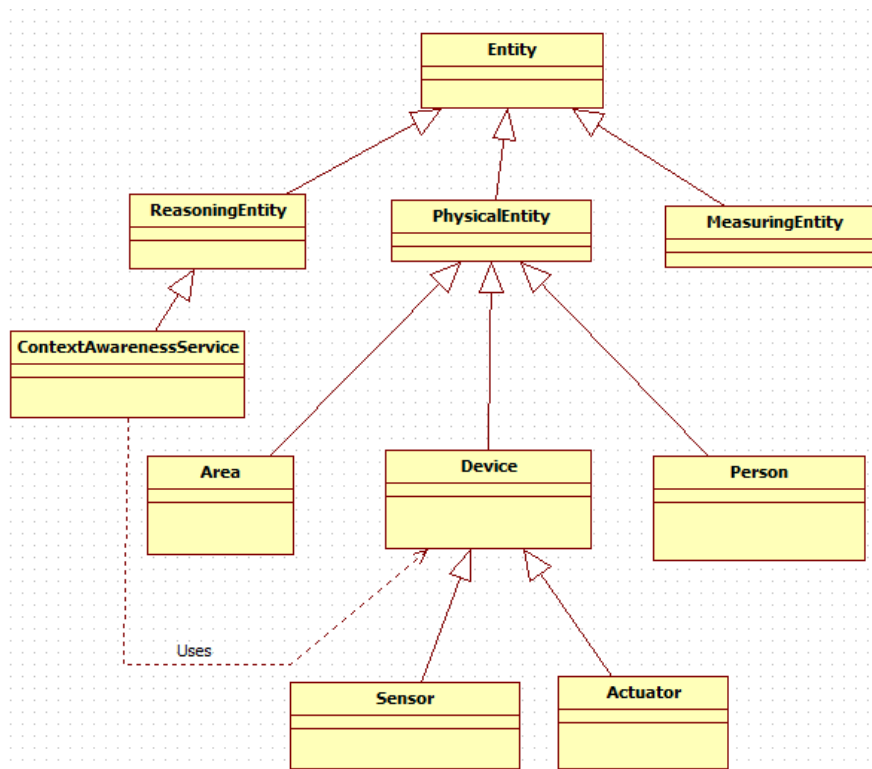 Entity
ReasoningEntity
PhysicalEntity
MeasuringEntity
ContextAwarenessService
Area
Device
Person
Uses
Sensor
Actuator